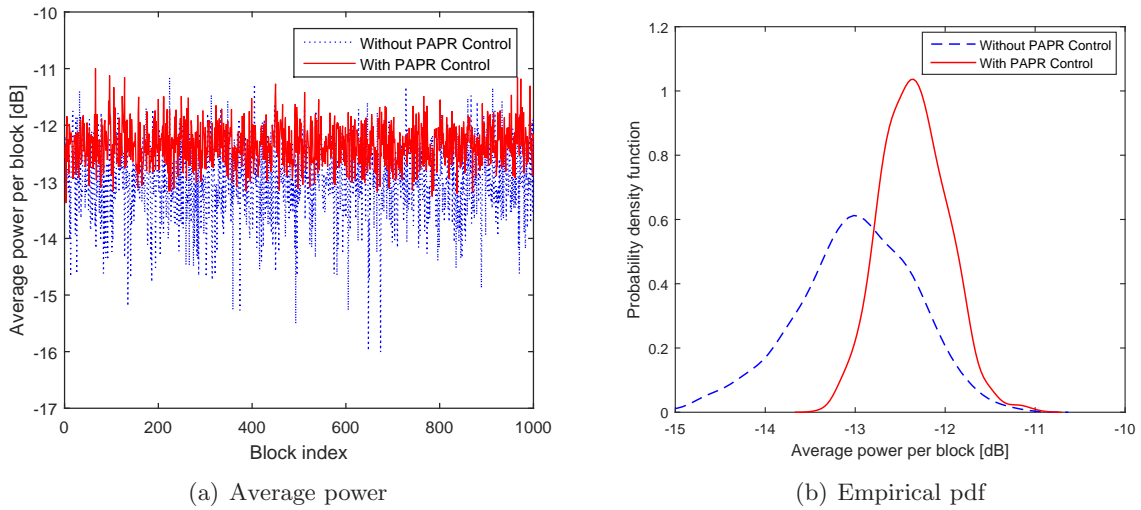 -10
-11
-12
-13
-14
-15
-16
-17
Average power per block [dB]
Without PAPR Control
With PAPR Control
0
200
400
600
800
1000
Block index
(a) Average power
1.2
1
0.8
0.6
0.4
0.2
0
Probability density function
Without PAPR Control
With PAPR Control
-15
-14
-13
-12
-11
-10
Average power per block [dB]
(b) Empirical pdf